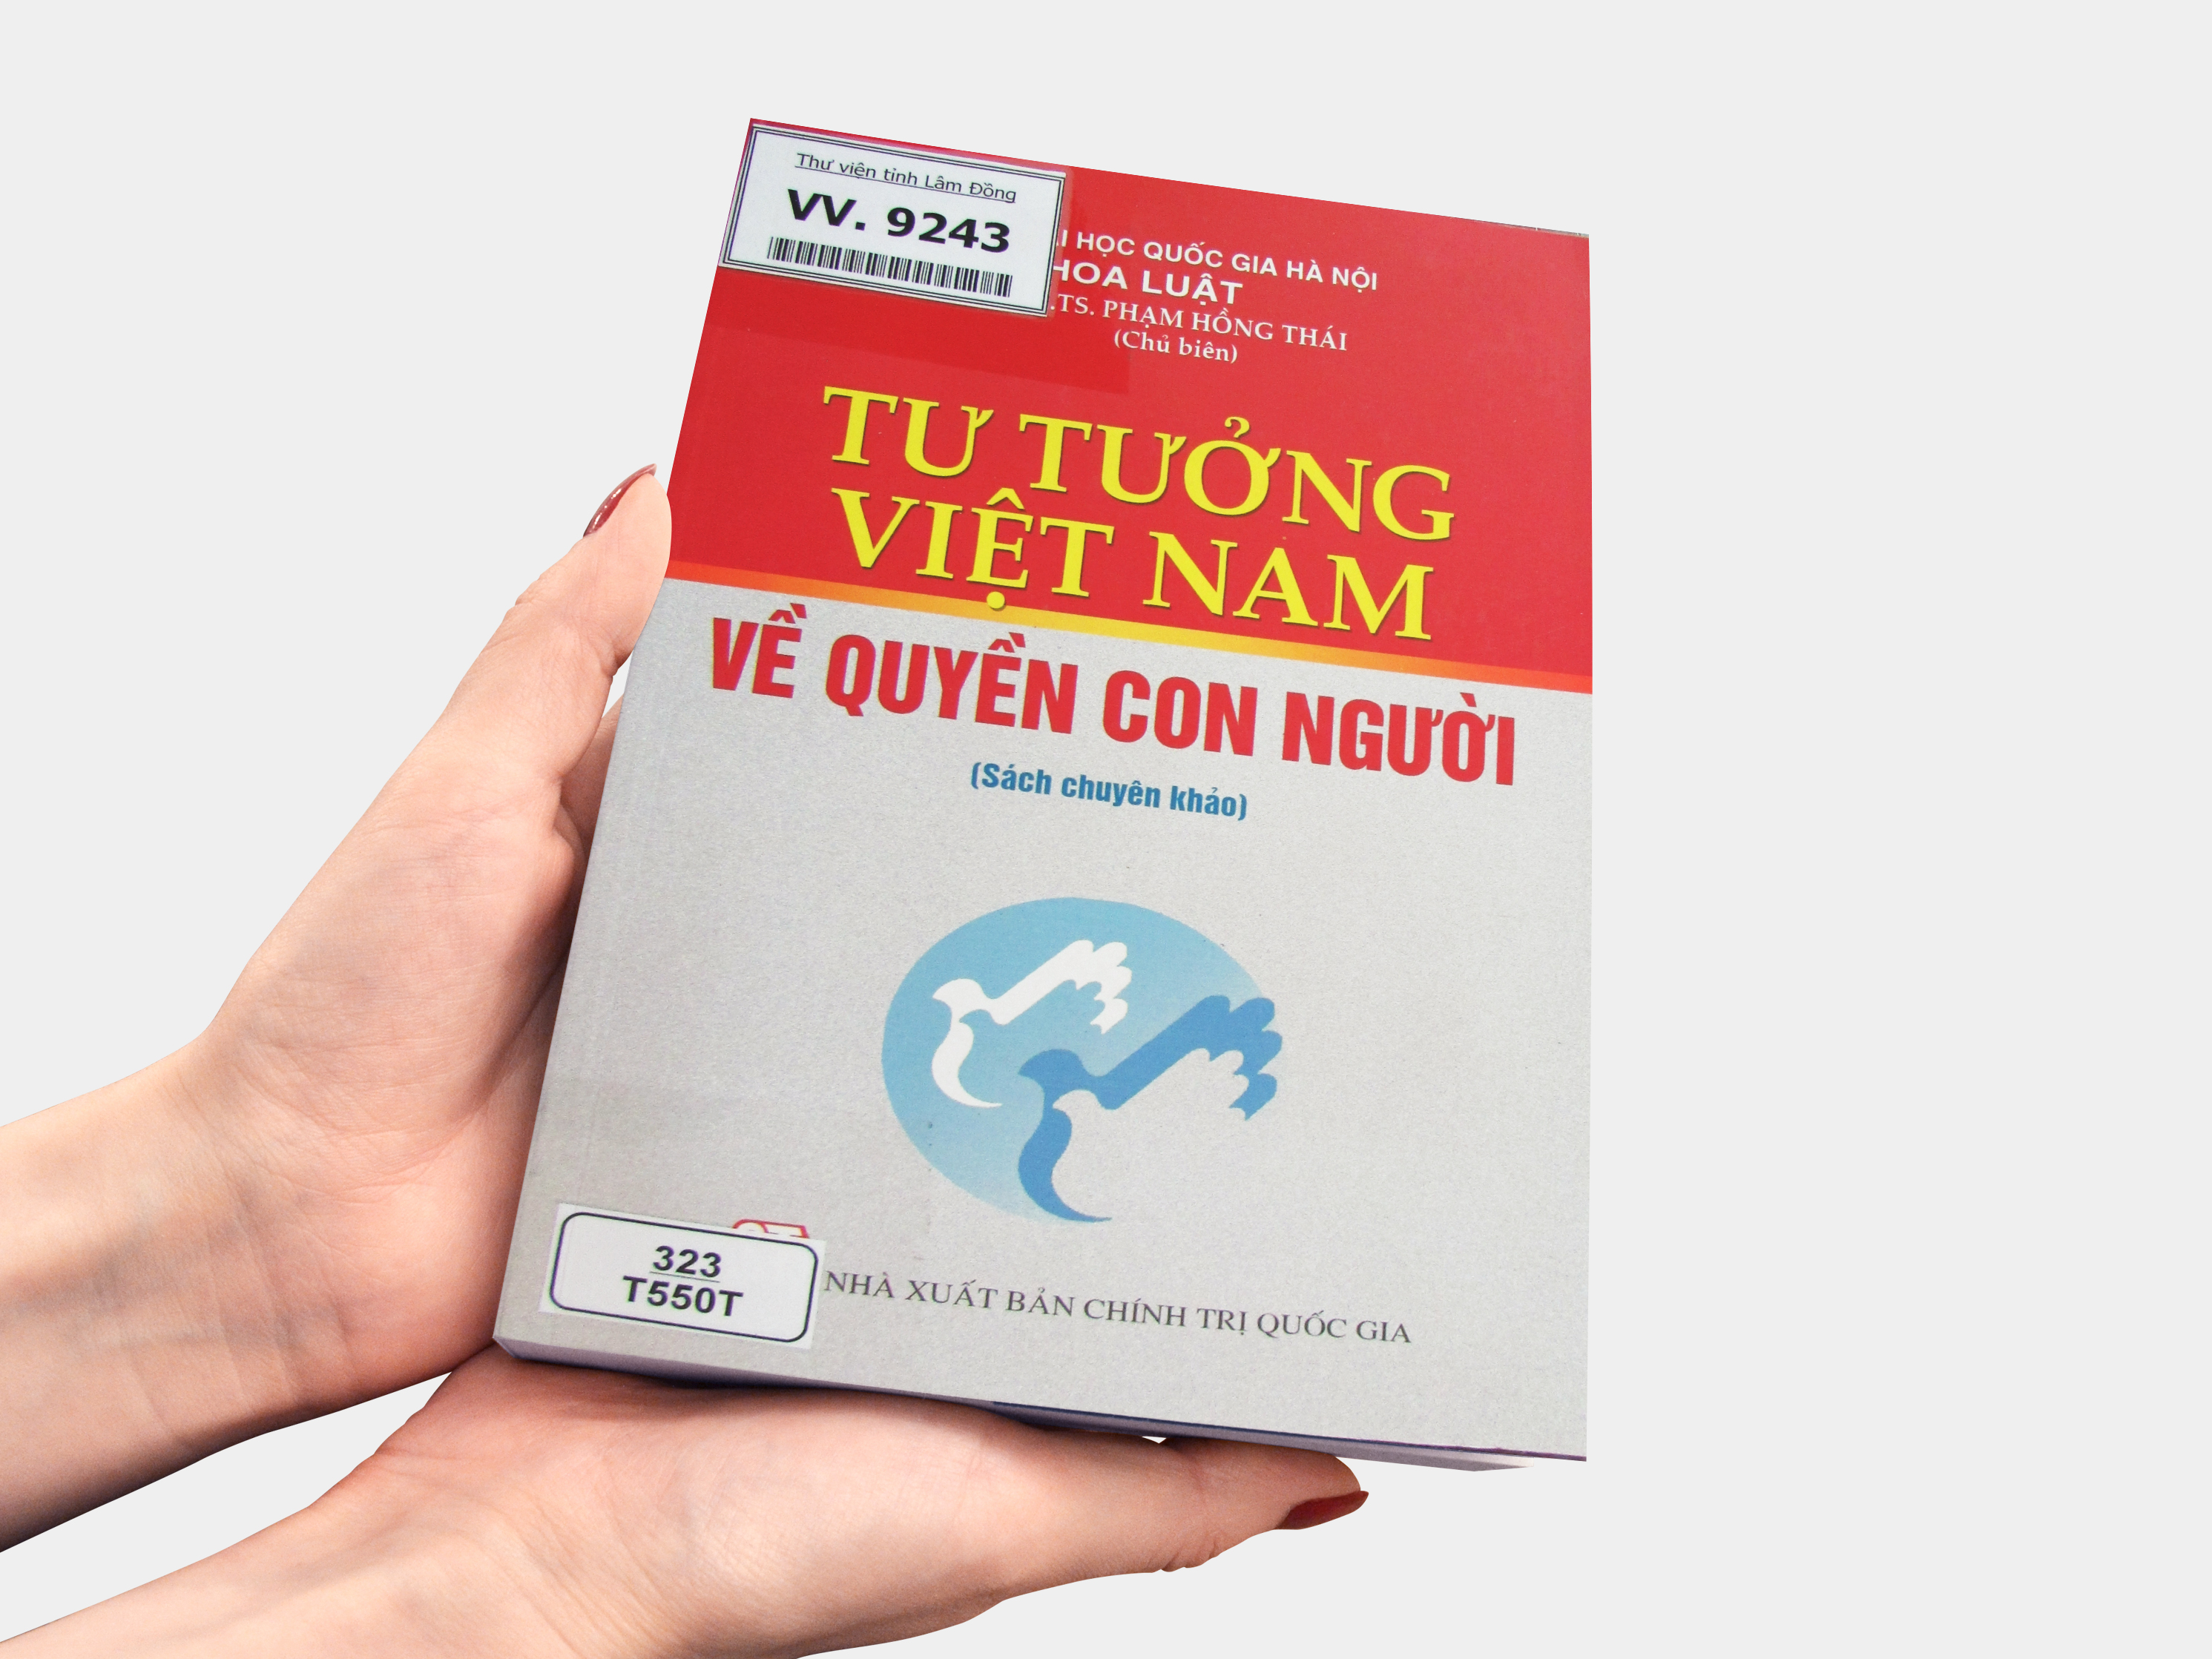 Thư viện tỉnh Lâm Đồng
VV. 9243
HỌC QUỐC GIA HÀ NỘI
LUẬT
TS. PHẠM HỒNG THÁI
(Chủ biên)
TƯ TƯỞNG
VIỆT NAM
VỀ QUYỀN CON NGƯỜI
(Sách chuyên khảo)
323
T550T
NHÀ XUẤT BẢN CHÍNH TRỊ QUỐC GIA